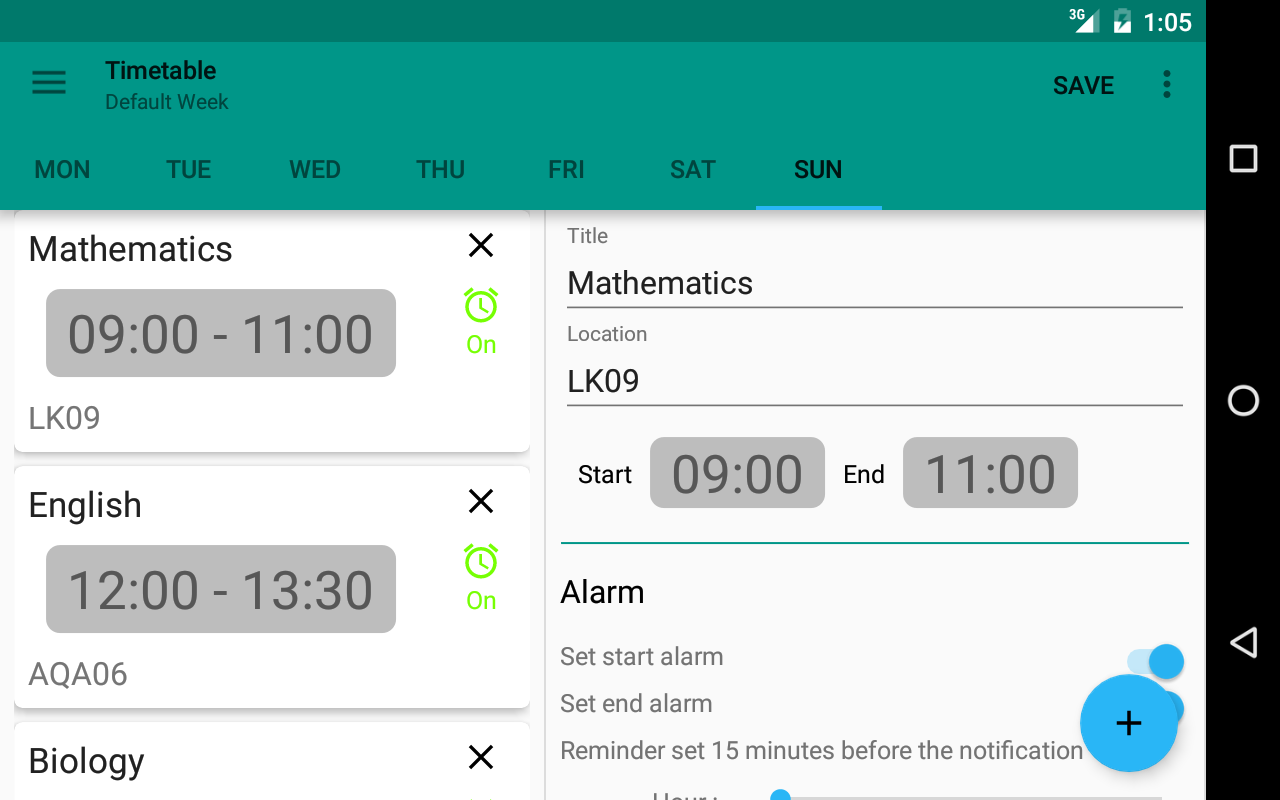 3G 1:05
Timetable
Default Week
SAVE
MON TUE WED THU FRI SAT SUN
Mathematics
09:00 - 11:00
On
LK09
English
12:00 - 13:30
On
AQA06
Biology
Title
Mathematics
Location
LK09
Start 09:00 End 11:00
Alarm
Set start alarm
Set end alarm
Reminder set 15 minutes before the notification
Hour :